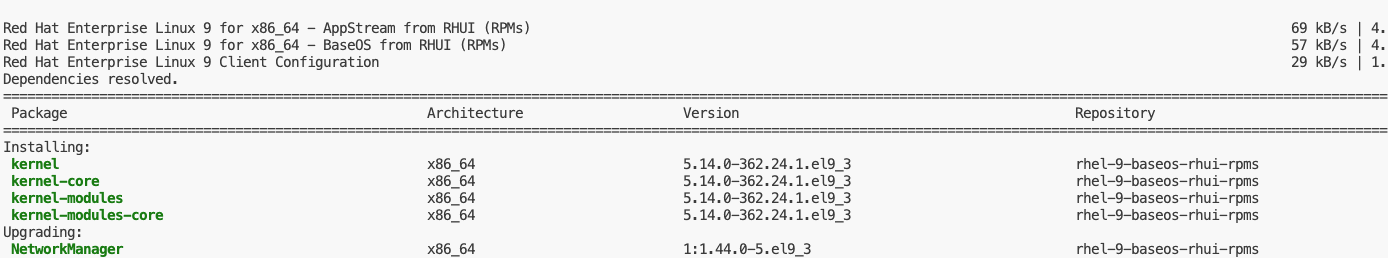 Red Hat Enterprise Linux 9 for x86_64 - AppStream from RHUI (RPMs) 69 kB/s | 4.
Red Hat Enterprise Linux 9 for x86_64 - BaseOS from RHUI (RPMs) 57 kB/s | 4.
Red Hat Enterprise Linux 9 Client Configuration 29 kB/s | 1.
Dependencies resolved.
Package Architecture Version Repository
Installing:
kernel x86_64 5.14.0-362.24.1.el9_3 rhel-9-baseos-rhui-rpms
kernel-core x86_64 5.14.0-362.24.1.el9_3 rhel-9-baseos-rhui-rpms
kernel-modules x86_64 5.14.0-362.24.1.el9_3 rhel-9-baseos-rhui-rpms
kernel-modules-core x86_64 5.14.0-362.24.1.el9_3 rhel-9-baseos-rhui-rpms
Upgrading:
NetworkManager x86_64 1:1.44.0-5.el9_3 rhel-9-baseos-rhui-rpms